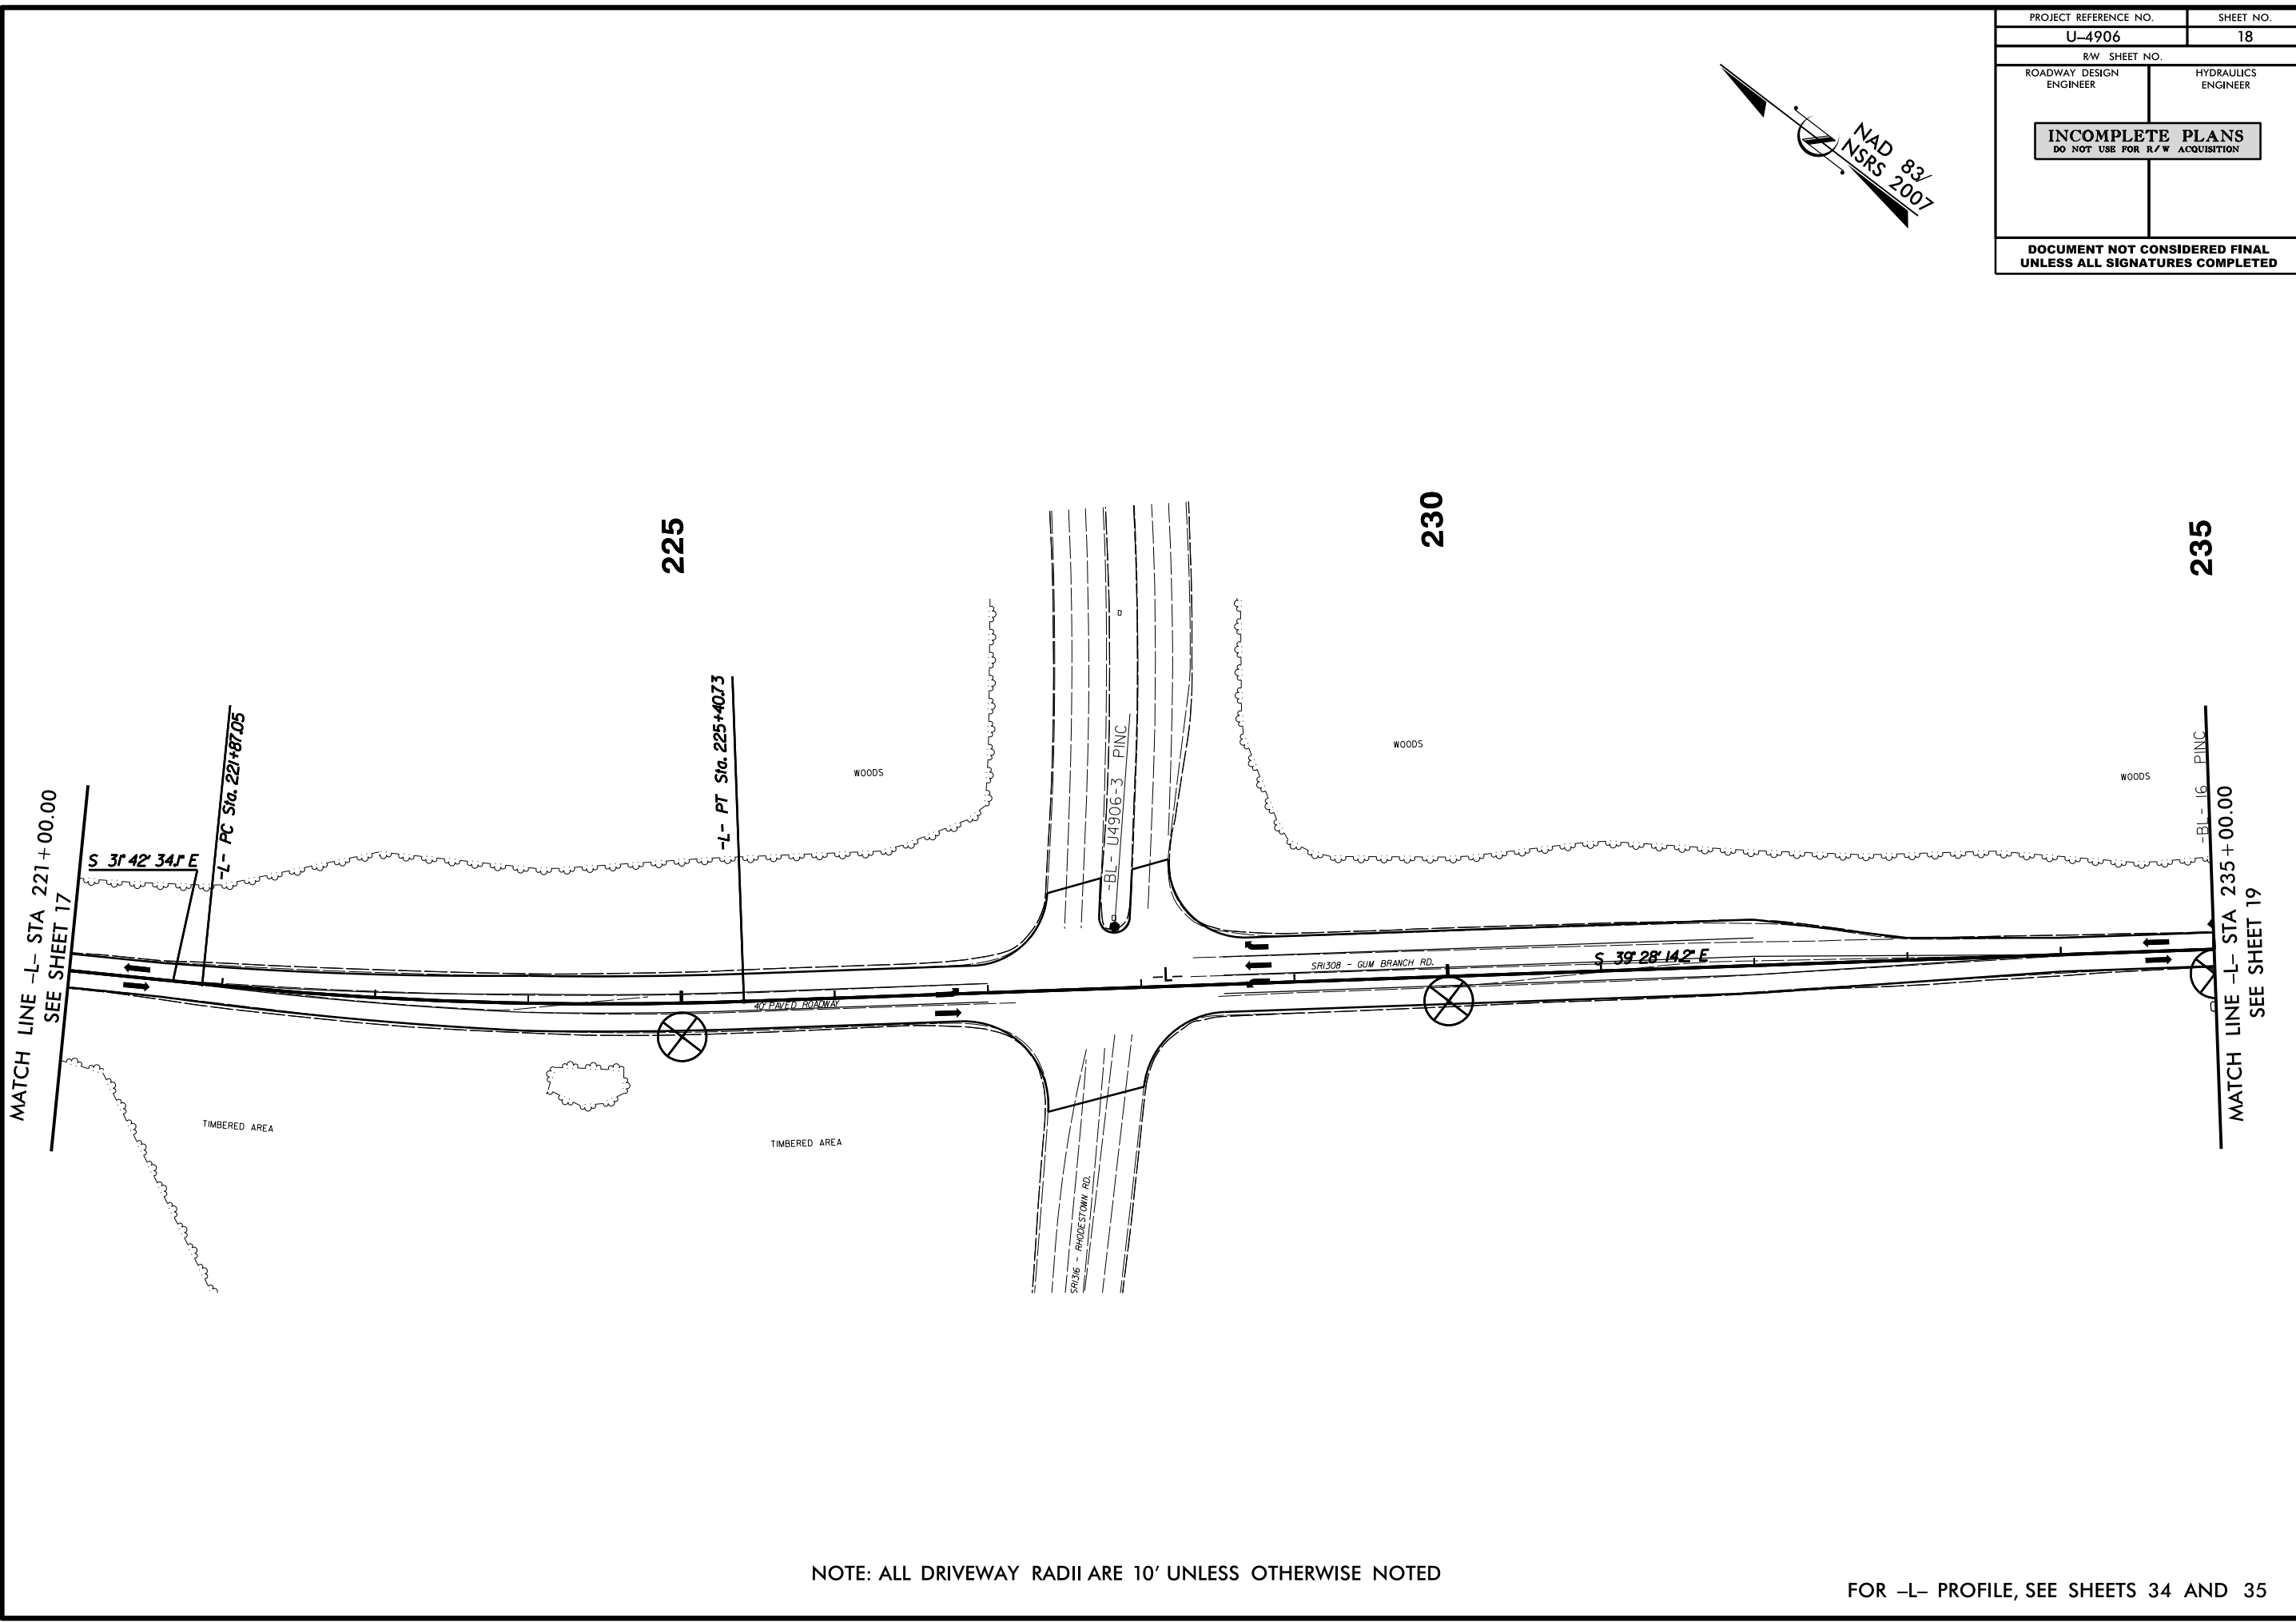 PROJECT REFERENCE NO.
SHEET NO.
U–4906
18
R/W SHEET NO.
ROADWAY DESIGN
ENGINEER
HYDRAULICS
ENGINEER
INCOMPLETE PLANS
DO NOT USE FOR R/W ACQUISITION
DOCUMENT NOT CONSIDERED FINAL
UNLESS ALL SIGNATURES COMPLETED
NAD 83/
NSRS 2007
225
230
235
MATCH LINE –L– STA 221+00.00
SEE SHEET 17
S 31° 42' 34.1" E
-L- PC Sta. 221+87.05
-L- PT Sta. 225+40.73
WOODS
WOODS
WOODS
-BL- U4906-3 PINC
-BL- 16 PINC
MATCH LINE –L– STA 235+00.00
SEE SHEET 19
40' PAVED ROADWAY
–L–
SR1308 - GUM BRANCH RD.
S 39° 28' 14.2" E
TIMBERED AREA
TIMBERED AREA
SR1316 - RHODESTOWN RD.
NOTE: ALL DRIVEWAY RADII ARE 10' UNLESS OTHERWISE NOTED
FOR –L– PROFILE, SEE SHEETS 34 AND 35